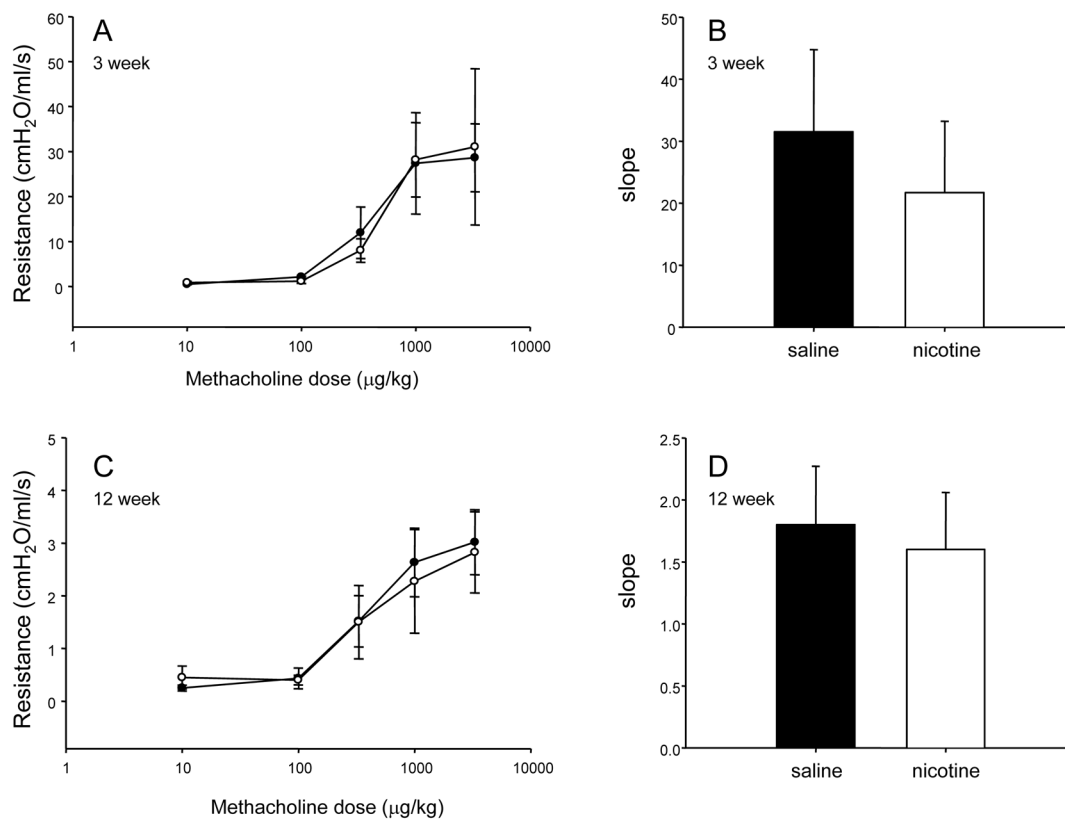 A
3 week
Resistance (cmH2O/ml/s)
60
50
40
30
20
10
0
1
10
100
1000
10000
Methacholine dose (μg/kg)
B
3 week
slope
50
40
30
20
10
0
saline
nicotine
C
12 week
Resistance (cmH2O/ml/s)
5
4
3
2
1
0
1
10
100
1000
10000
Methacholine dose (μg/kg)
D
12 week
slope
2.5
2.0
1.5
1.0
0.5
0.0
saline
nicotine